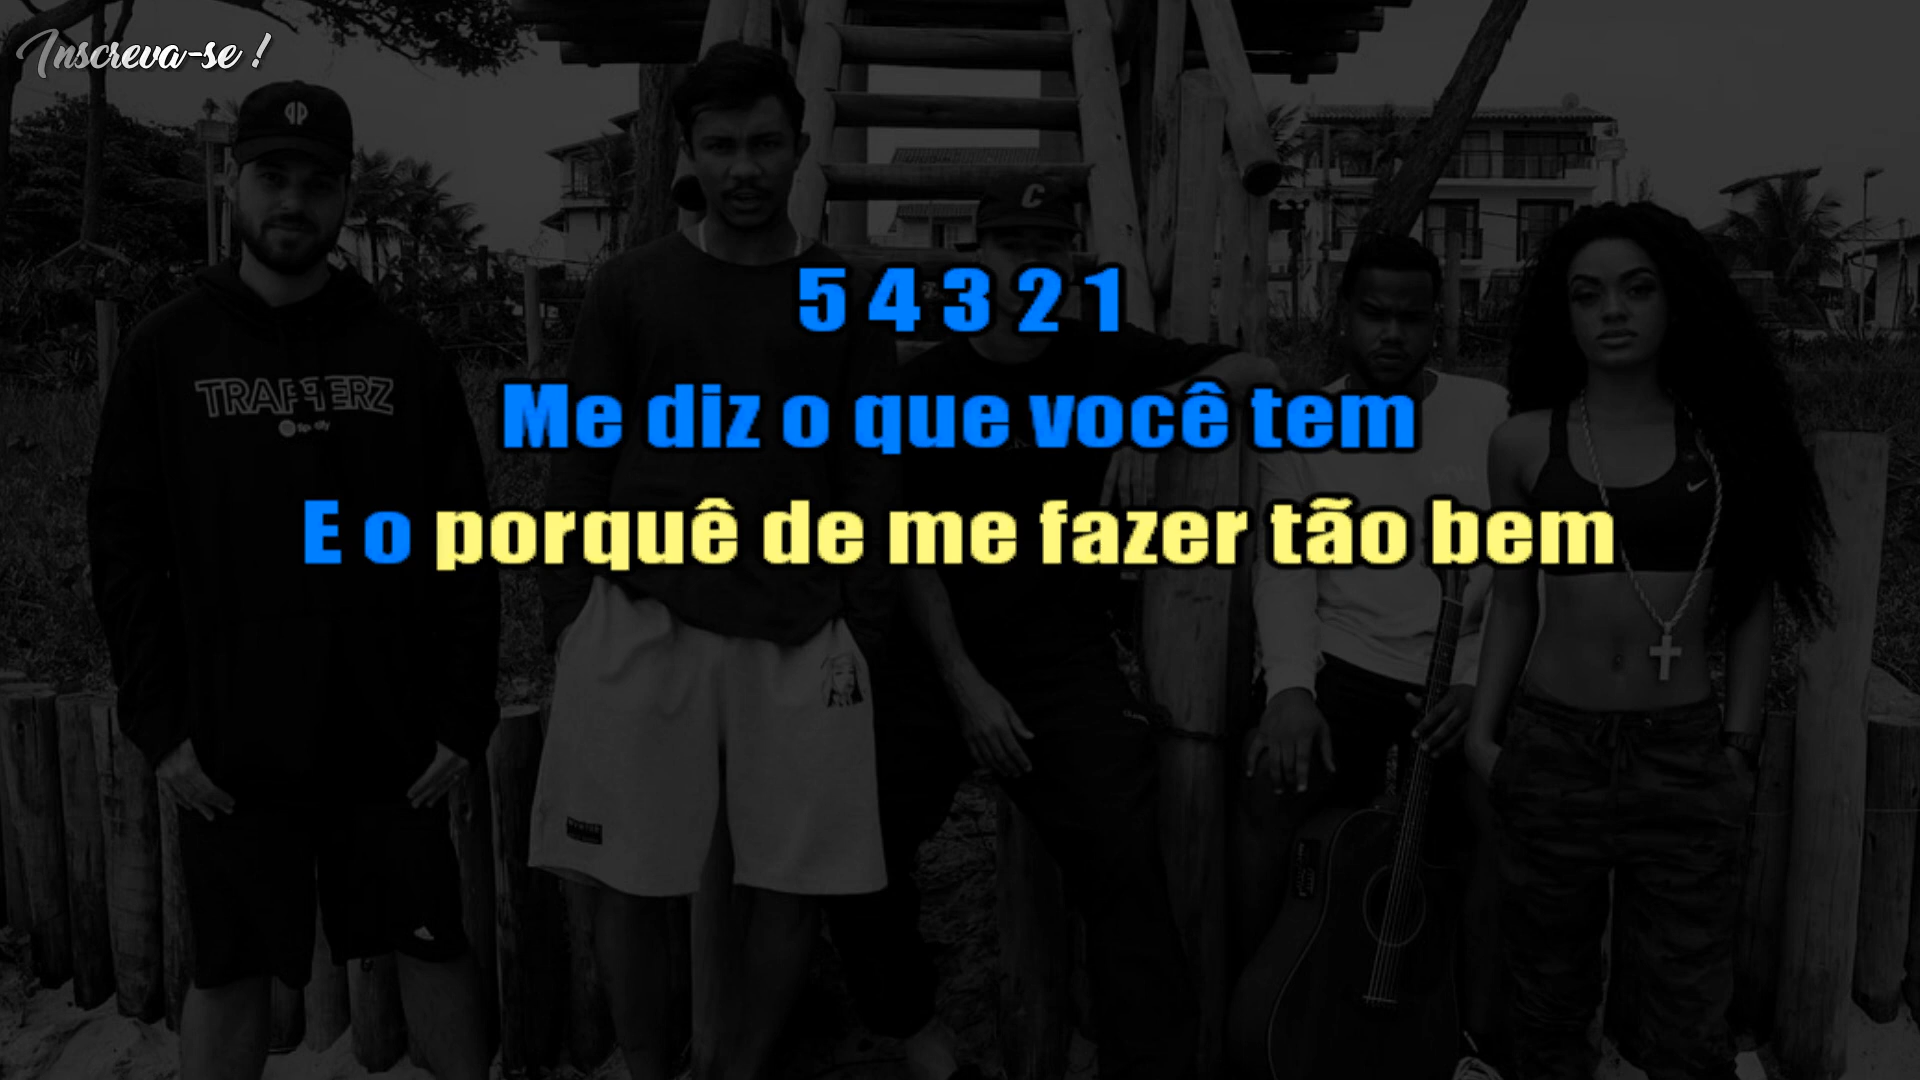 Inscreva-se !
C
TRAPPERZ
5 4 3 2 1
Me diz o que você tem
E o porquê de me fazer tão bem